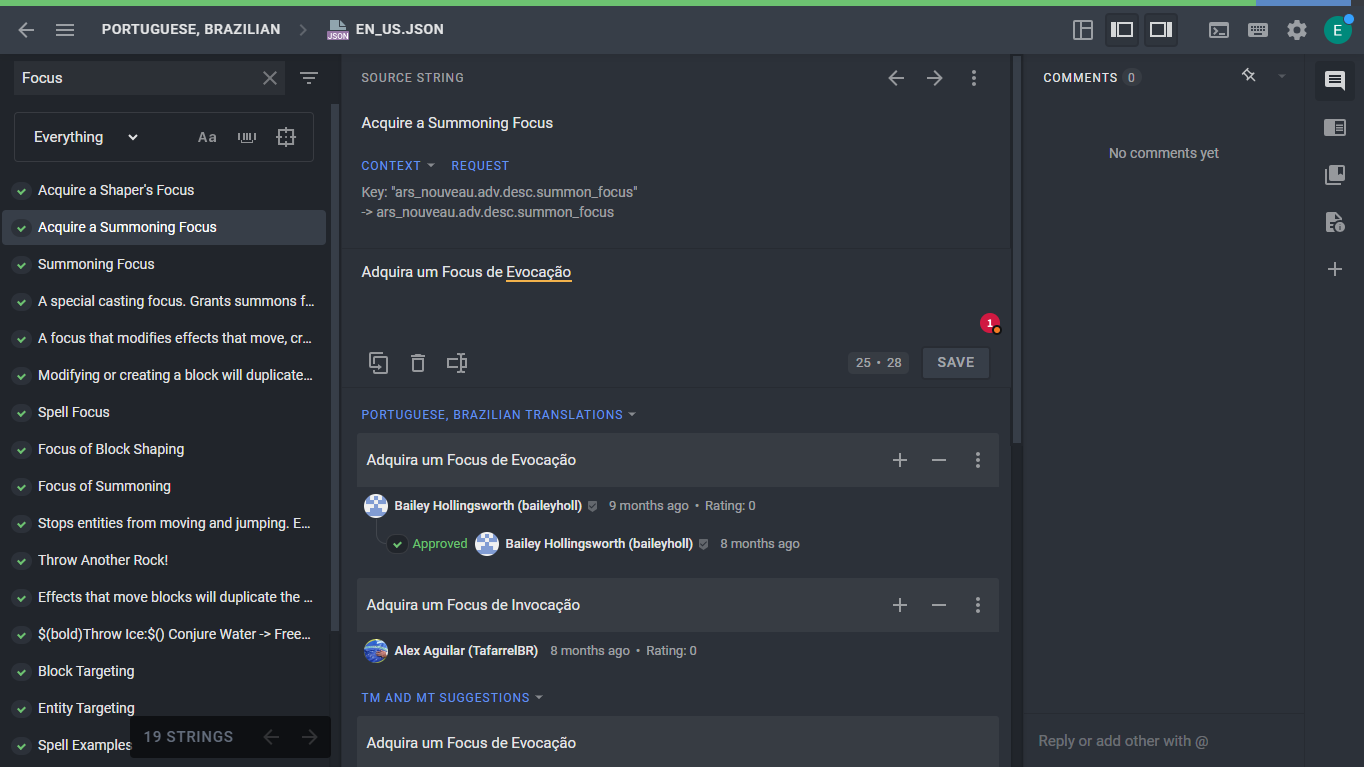 PORTUGUESE, BRAZILIAN
JSON
EN_US.JSON
E
Focus
Everything
Aa
Acquire a Shaper's Focus
Acquire a Summoning Focus
Summoning Focus
A special casting focus. Grants summons f...
A focus that modifies effects that move, cr...
Modifying or creating a block will duplicate...
Spell Focus
Focus of Block Shaping
Focus of Summoning
Stops entities from moving and jumping. E...
Throw Another Rock!
Effects that move blocks will duplicate the ...
$(bold)Throw Ice:$() Conjure Water -> Free...
Block Targeting
Entity Targeting
Spell Examples
19 STRINGS
SOURCE STRING
Acquire a Summoning Focus
CONTEXT
REQUEST
Key: "ars_nouveau.adv.desc.summon_focus"
-> ars_nouveau.adv.desc.summon_focus
Adquira um Focus de Evocação
1
25 • 28
SAVE
PORTUGUESE, BRAZILIAN TRANSLATIONS
Adquira um Focus de Evocação
Bailey Hollingsworth (baileyholl) 9 months ago • Rating: 0
Approved Bailey Hollingsworth (baileyholl) 8 months ago
Adquira um Focus de Invocação
Alex Aguilar (TafarrelBR) 8 months ago • Rating: 0
TM AND MT SUGGESTIONS
Adquira um Focus de Evocação
COMMENTS 0
No comments yet
Reply or add other with @